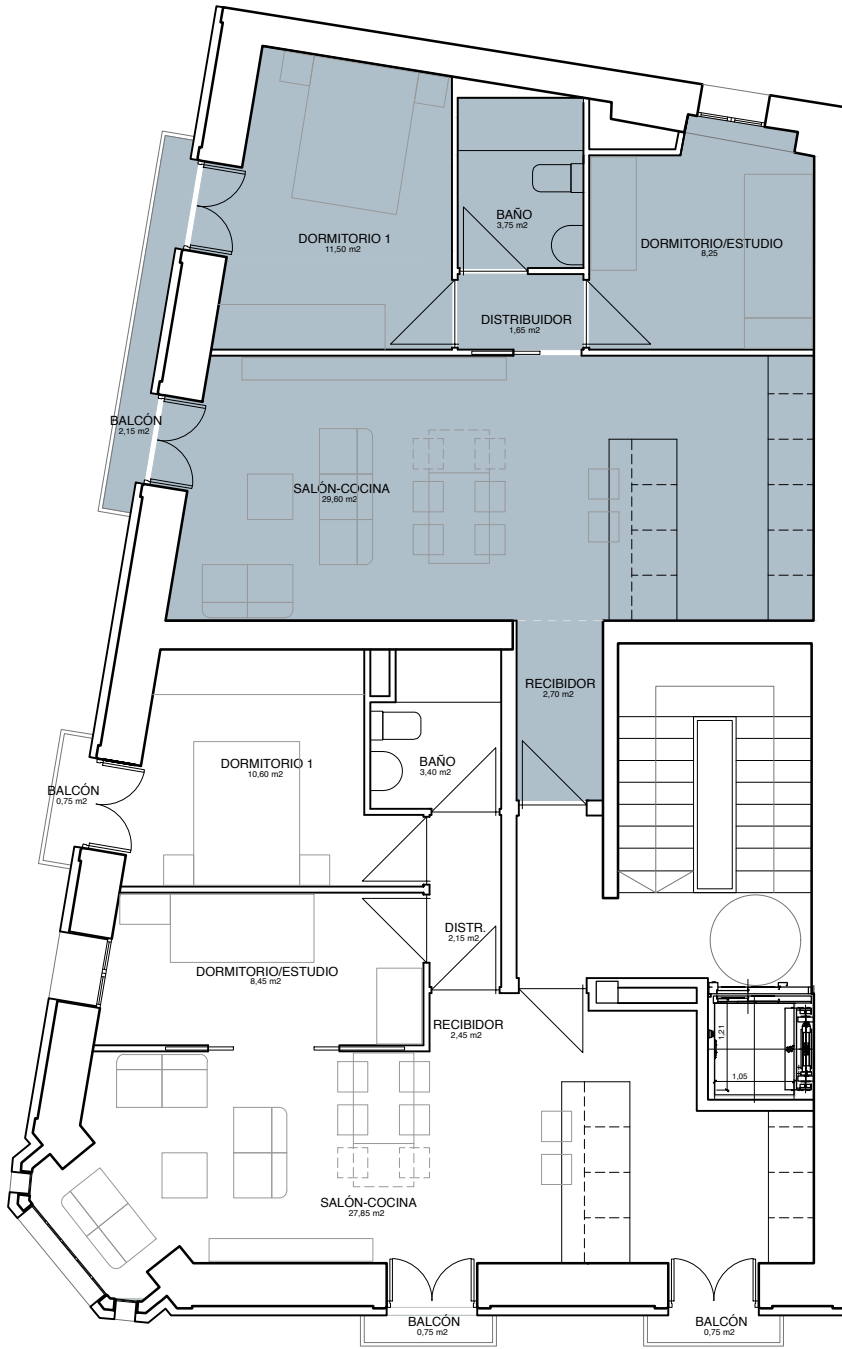 BAÑO
3,75 m2
DORMITORIO 1
11,50 m2
DORMITORIO/ESTUDIO
8,25
DISTRIBUIDOR
1,65 m2
BALCÓN
2,15 m2
SALÓN-COCINA
29,60 m2
RECIBIDOR
2,70 m2
DORMITORIO 1
10,60 m2
BAÑO
3,40 m2
BALCÓN
0,75 m2
DISTR.
2,15 m2
DORMITORIO/ESTUDIO
8,45 m2
RECIBIDOR
2,45 m2
1,21
1,05
SALÓN-COCINA
27,85 m2
BALCÓN
0,75 m2
BALCÓN
0,75 m2